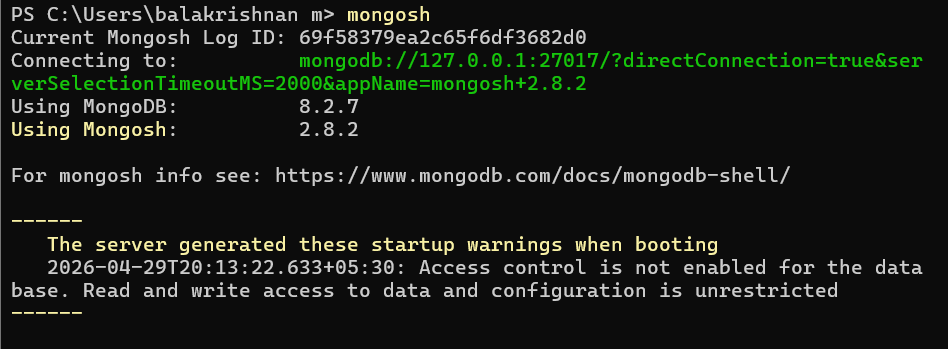 PS C:\Users\balakrishnan m> mongosh
Current Mongosh Log ID: 69f58379ea2c65f6df3682d0
Connecting to:          mongodb://127.0.0.1:27017/?directConnection=true&ser
verSelectionTimeoutMS=2000&appName=mongosh+2.8.2
Using MongoDB:          8.2.7
Using Mongosh:          2.8.2
For mongosh info see: https://www.mongodb.com/docs/mongodb-shell/
------
   The server generated these startup warnings when booting
   2026-04-29T20:13:22.633+05:30: Access control is not enabled for the data
base. Read and write access to data and configuration is unrestricted
------